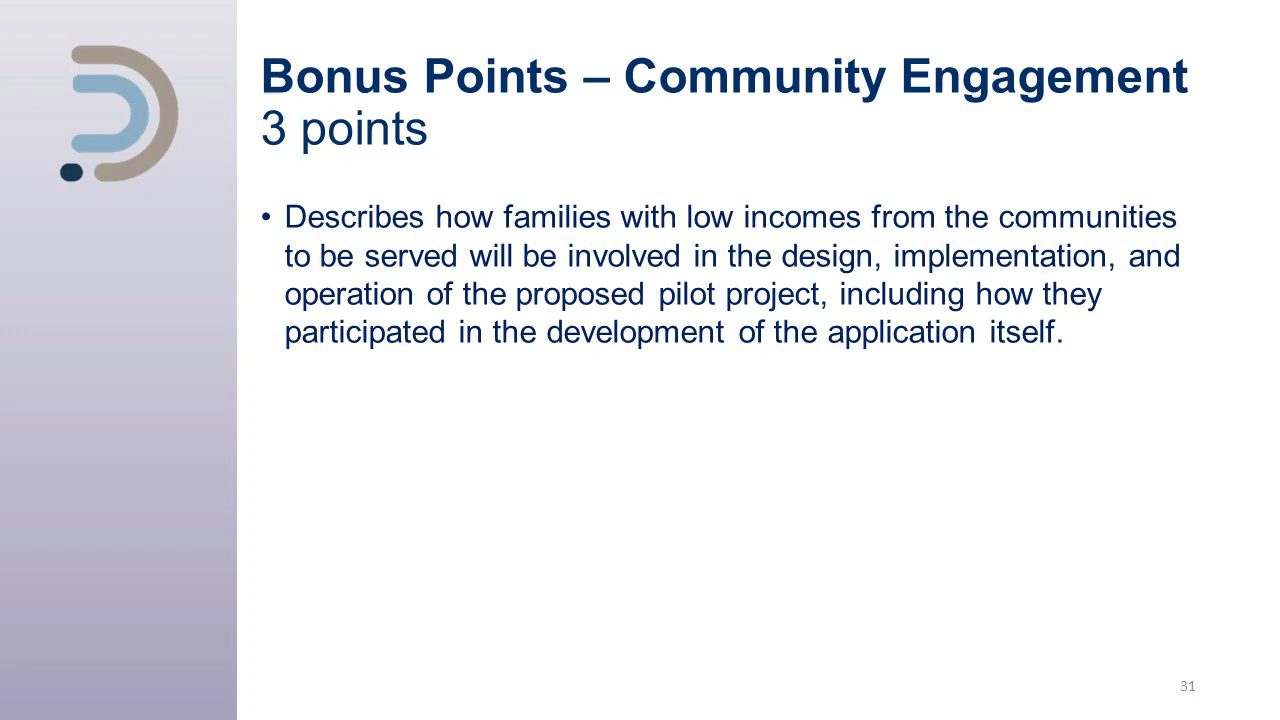 Bonus Points – Community Engagement
3 points
• Describes how families with low incomes from the communities
to be served will be involved in the design, implementation, and
operation of the proposed pilot project, including how they
participated in the development of the application itself.
31